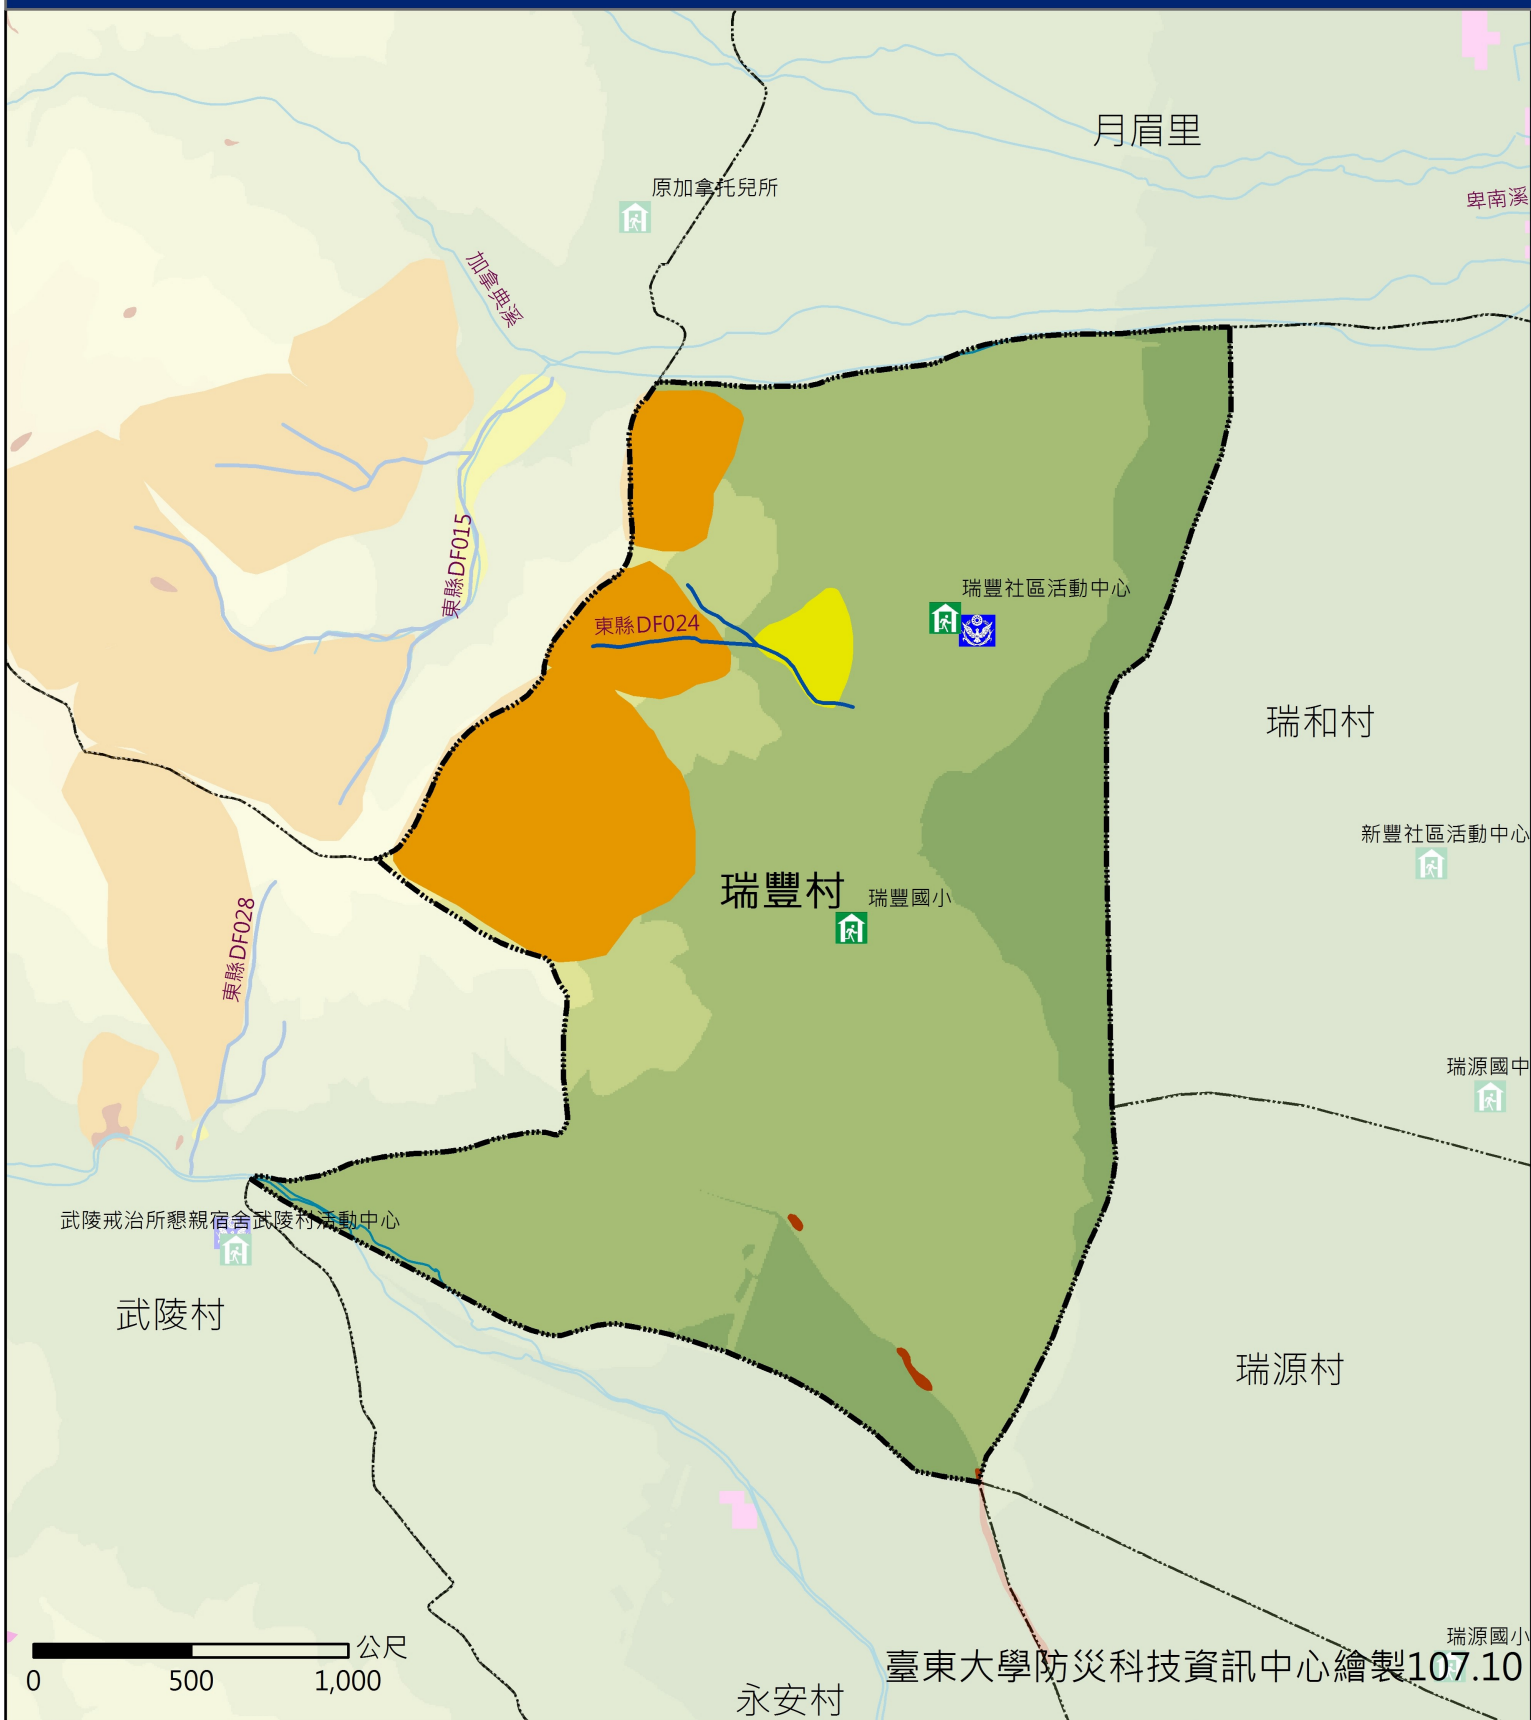 月眉里
原加拿托兒所
卑南溪
加拿典溪
東縣DF015
瑞豐社區活動中心
東縣DF024
瑞和村
新豐社區活動中心
瑞豐村
瑞豐國小
東縣DF028
瑞源國中
武陵戒治所懇親宿舍武陵村活動中心
武陵村
瑞源村
瑞源國小
公尺
0 500 1,000
臺東大學防災科技資訊中心繪製107.10
永安村